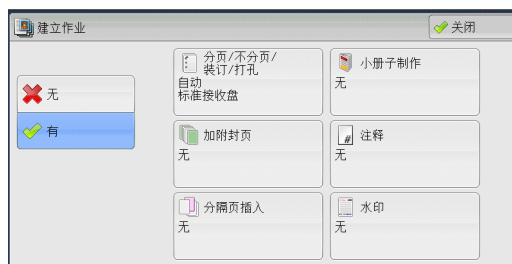 建立作业
关闭
无
有
分页/不分页/
装订/打孔
自动
标准接收盘
小册子制作
无
加附封页
无
#
注释
无
分隔页插入
无
水印
无